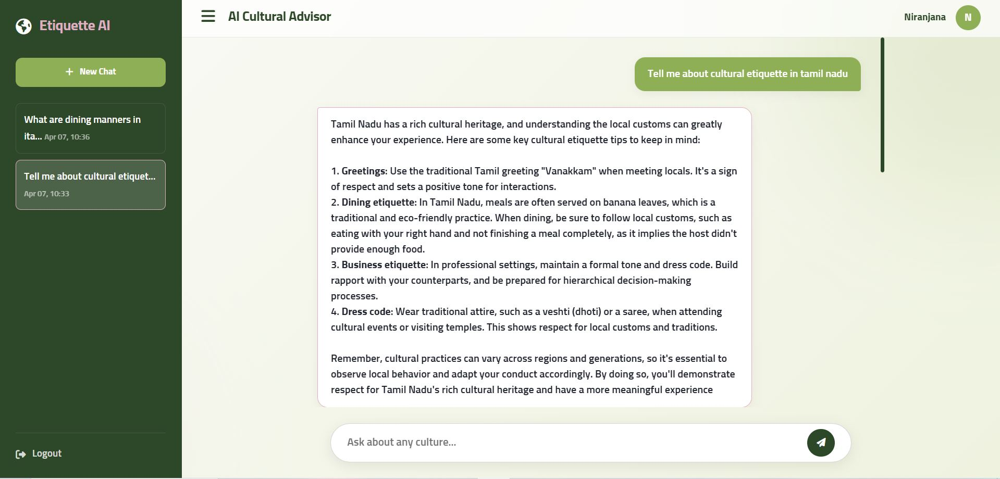 Etiquette AI
New Chat
What are dining manners in
ita... Apr 07, 10:36
Tell me about cultural etiquet...
Apr 07, 10:33
Logout
AI Cultural Advisor
Niranjana
N
Tell me about cultural etiquette in tamil nadu
Tamil Nadu has a rich cultural heritage, and understanding the local customs can greatly
enhance your experience. Here are some key cultural etiquette tips to keep in mind:
1. Greetings: Use the traditional Tamil greeting "Vanakkam" when meeting locals. It's a sign
of respect and sets a positive tone for interactions.
2. Dining etiquette: In Tamil Nadu, meals are often served on banana leaves, which is a
traditional and eco-friendly practice. When dining, be sure to follow local customs, such as
eating with your right hand and not finishing a meal completely, as it implies the host didn't
provide enough food.
3. Business etiquette: In professional settings, maintain a formal tone and dress code. Build
rapport with your counterparts, and be prepared for hierarchical decision-making
processes.
4. Dress code: Wear traditional attire, such as a veshti (dhoti) or a saree, when attending
cultural events or visiting temples. This shows respect for local customs and traditions.
Remember, cultural practices can vary across regions and generations, so it's essential to
observe local behavior and adapt your conduct accordingly. By doing so, you'll demonstrate
respect for Tamil Nadu's rich cultural heritage and have a more meaningful experience
Ask about any culture...